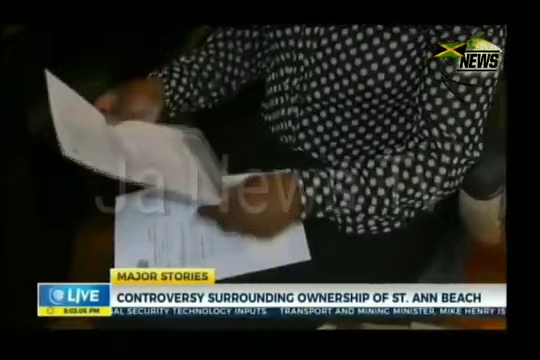 NEWS
Ja News
MAJOR STORIES
LIVE
CONTROVERSY SURROUNDING OWNERSHIP OF ST. ANN BEACH
AL SECURITY TECHNOLOGY INPUTS TRANSPORT AND MINING MINISTER, MIKE HENRY IS